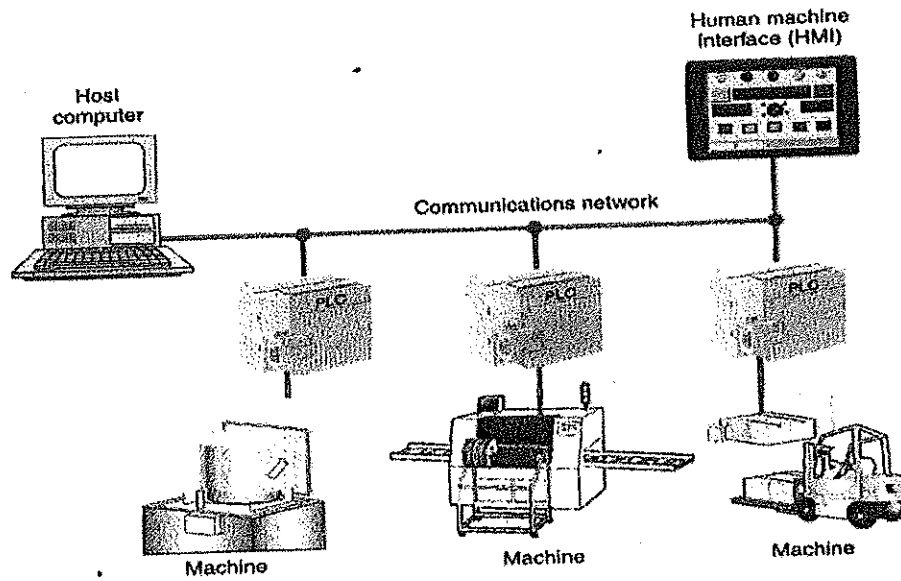 Human machine
interface (HMI)
Host
computer
Communications network
PLC
PLC
PLC
Machine
Machine
Machine